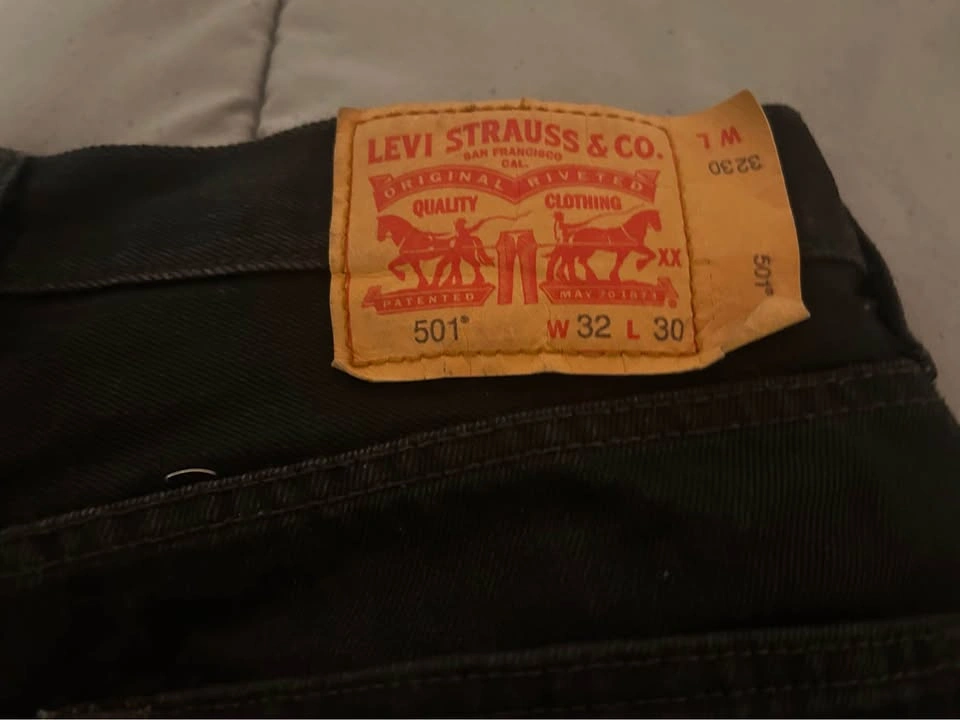 LEVI STRAUSS & CO.
SAN FRANCISCO
CAL.
ORIGINAL RIVETED
QUALITY CLOTHING
XX
PATENTED MAY 20 1873
501® W 32 L 30
W L
3230
501®